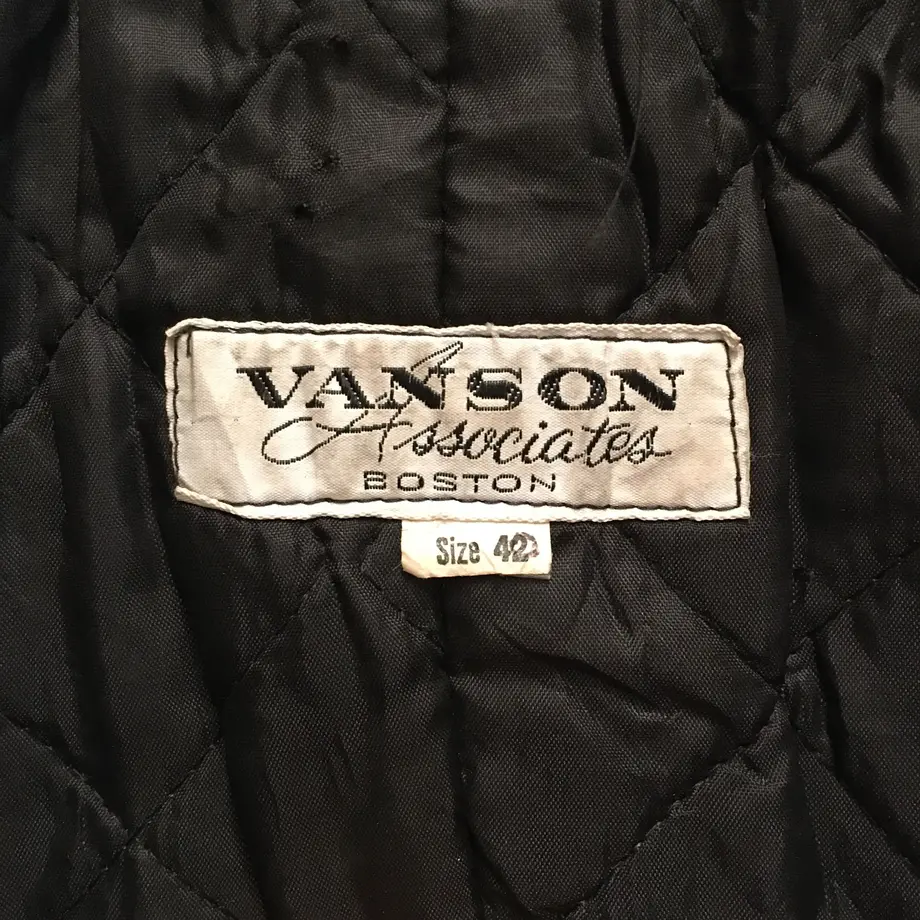 VANSON
Associates
BOSTON
Size 42